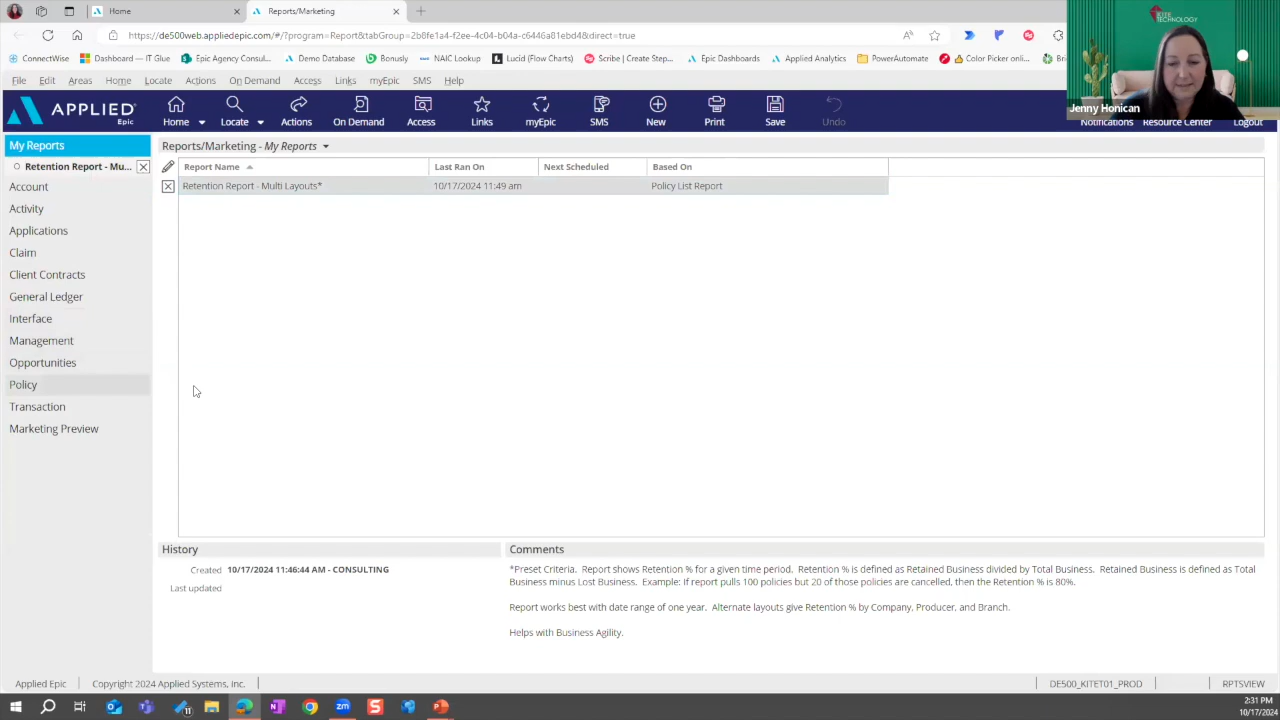 Home
Reports/Marketing
https://de500web.appliedepic.com/#/?program=Report&tabGroup=2b8fe1a4-f2ee-4c04-b04a-c6446a81ebd4&direct=true
ConnectWise
Dashboard — IT Glue
Epic Agency Consul...
Demo Database
Bonusly
NAIC Lookup
Lucid (Flow Charts)
Scribe | Create Step...
Epic Dashboards
Applied Analytics
PowerAutomate
Color Picker onli...
KITE
TECHNOLOGY
Jenny Honican
File Edit Areas Home Locate Actions On Demand Access Links myEpic SMS Help
APPLIED
Epic
Home
Locate
Actions
On Demand
Access
Links
myEpic
SMS
New
Print
Save
Undo
Notifications
Resource Center
Logout
My Reports
Retention Report - Mu...
Account
Activity
Applications
Claim
Client Contracts
General Ledger
Interface
Management
Opportunities
Policy
Transaction
Marketing Preview
Reports/Marketing - My Reports
Report Name Last Ran On Next Scheduled Based On
Retention Report - Multi Layouts* 10/17/2024 11:49 am Policy List Report
History
Created 10/17/2024 11:46:44 AM - CONSULTING
Last updated
Comments
*Preset Criteria. Report shows Retention % for a given time period. Retention % is defined as Retained Business divided by Total Business. Retained Business is defined as Total
Business minus Lost Business. Example: if report pulls 100 policies but 20 of those policies are cancelled, then the Retention % is 80%.
Report works best with date range of one year. Alternate layouts give Retention % by Company, Producer, and Branch.
Helps with Business Agility.
Applied Epic
Copyright 2024 Applied Systems, Inc.
DE500_KITET01_PROD
RPTSVIEW
2:31 PM
10/17/2024